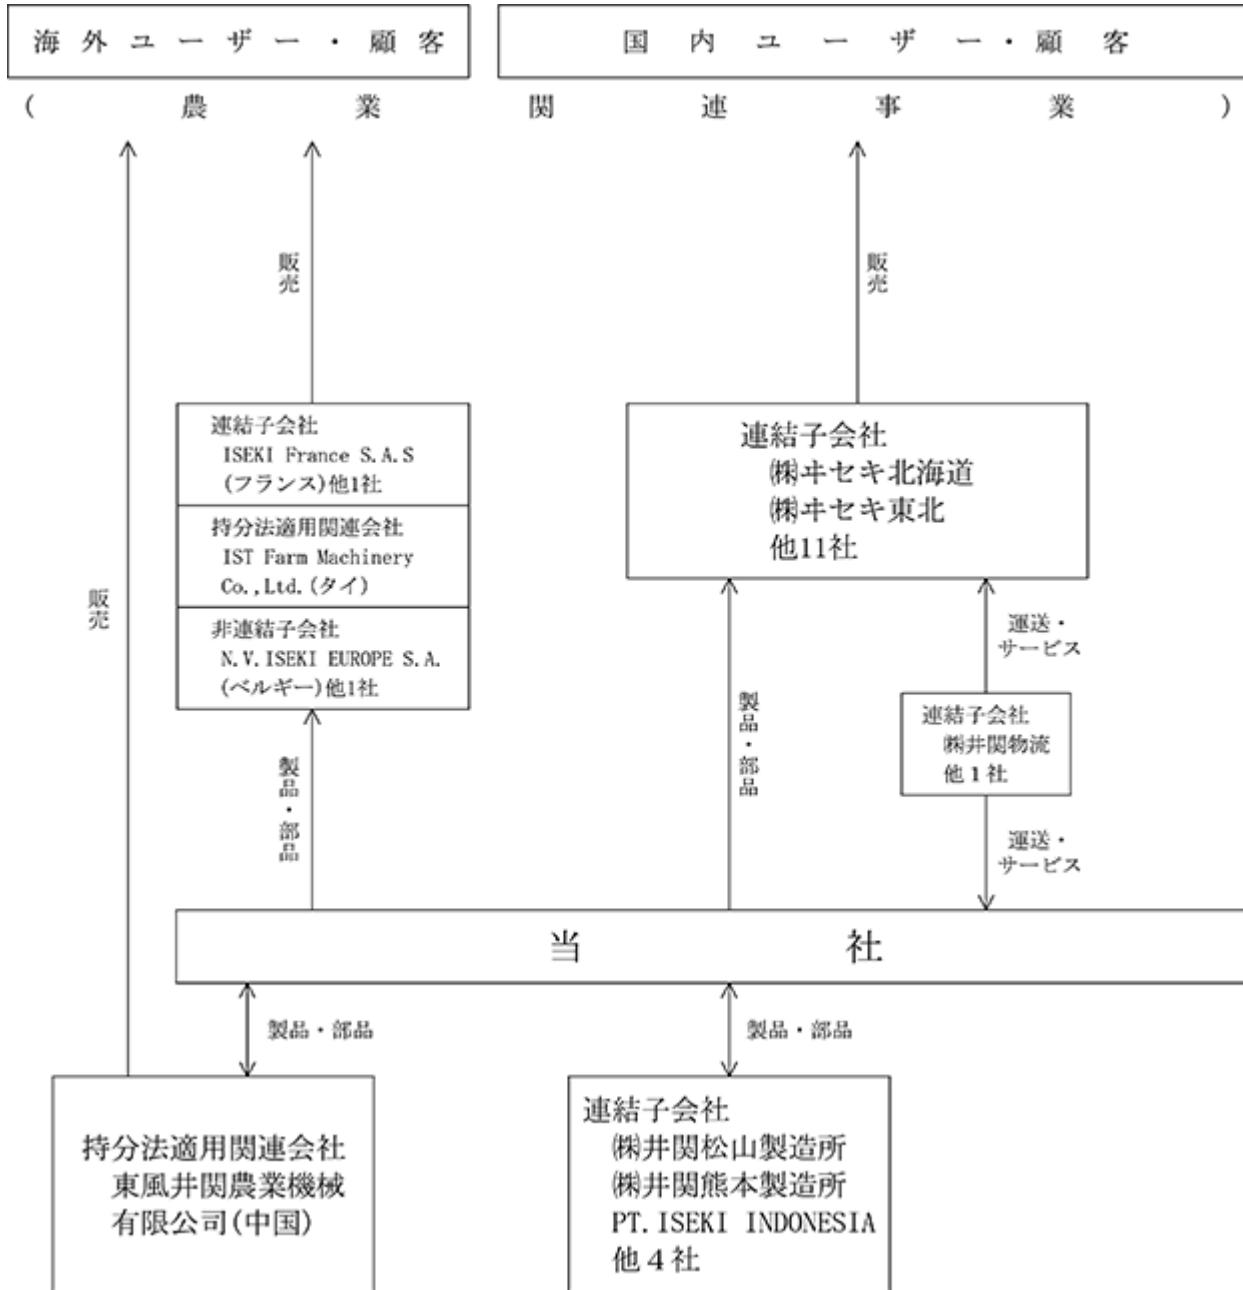 海外ユーザー・顧客
国内ユーザー・顧客
(農業関連事業)
販売
販売
販売
連結子会社
ISEKI France S.A.S
(フランス)他1社
持分法適用関連会社
IST Farm Machinery
Co.,Ltd.(タイ)
非連結子会社
N.V.ISEKI EUROPE S.A.
(ベルギー)他1社
連結子会社
㈱ヰセキ北海道
㈱ヰセキ東北
他11社
運送・
サービス
製品・部品
製品・部品
連結子会社
㈱井関物流
他１社
運送・
サービス
当社
製品・部品
製品・部品
持分法適用関連会社
東風井関農業機械
有限公司(中国)
連結子会社
㈱井関松山製造所
㈱井関熊本製造所
PT.ISEKI INDONESIA
他４社